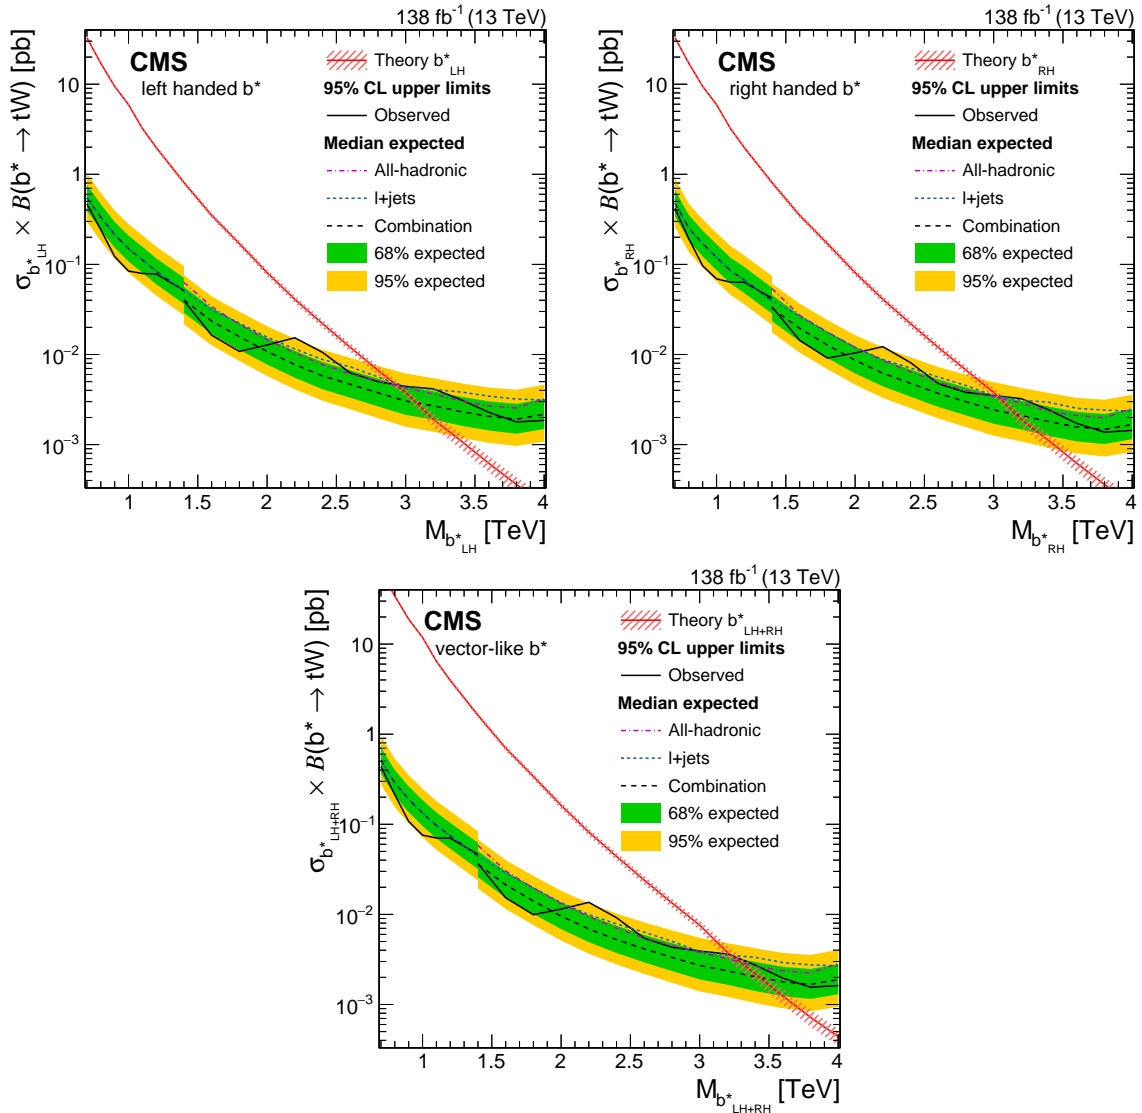 138 fb⁻¹ (13 TeV)
CMS
left handed b*
Theory b*LH
95% CL upper limits
Observed
Median expected
All-hadronic
l+jets
Combination
68% expected
95% expected
σb*LH × B(b* → tW) [pb]
10
1
10⁻¹
10⁻²
10⁻³
1 1.5 2 2.5 3 3.5 4
Mb*LH [TeV]
138 fb⁻¹ (13 TeV)
CMS
right handed b*
Theory b*RH
95% CL upper limits
Observed
Median expected
All-hadronic
l+jets
Combination
68% expected
95% expected
σb*RH × B(b* → tW) [pb]
10
1
10⁻¹
10⁻²
10⁻³
1 1.5 2 2.5 3 3.5 4
Mb*RH [TeV]
138 fb⁻¹ (13 TeV)
CMS
vector-like b*
Theory b*LH+RH
95% CL upper limits
Observed
Median expected
All-hadronic
l+jets
Combination
68% expected
95% expected
σb*LH+RH × B(b* → tW) [pb]
10
1
10⁻¹
10⁻²
10⁻³
1 1.5 2 2.5 3 3.5 4
Mb*LH+RH [TeV]